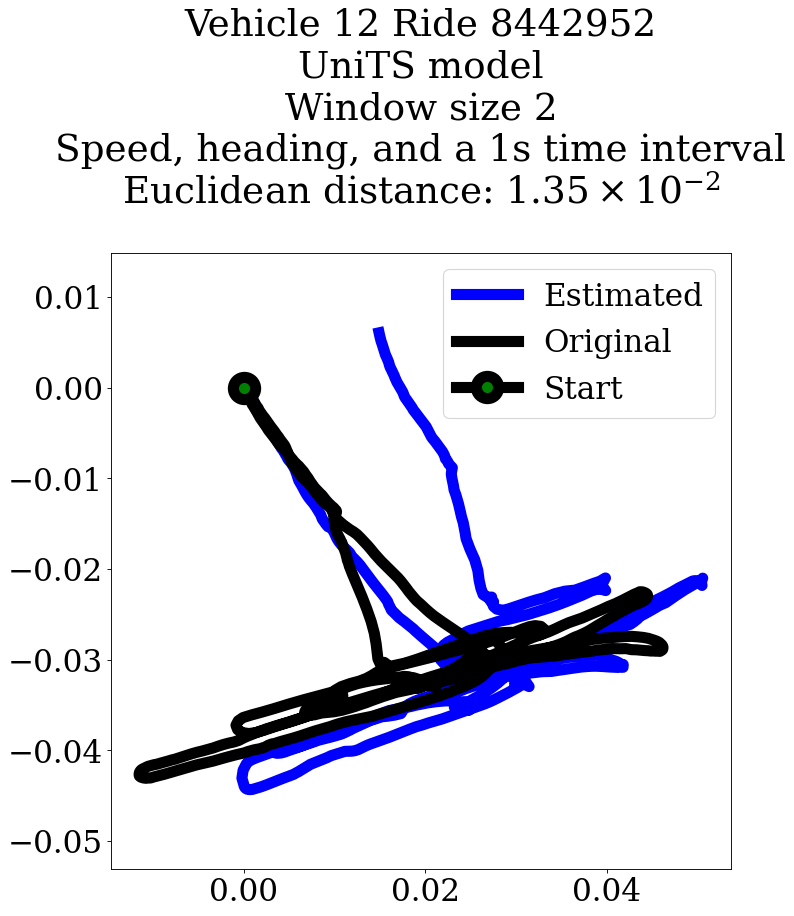 Vehicle 12 Ride 8442952
UniTS model
Window size 2
Speed, heading, and a 1s time interval
Euclidean distance: 1.35 × 10⁻²
Estimated
Original
Start
0.01
0.00
−0.01
−0.02
−0.03
−0.04
−0.05
0.00 0.02 0.04